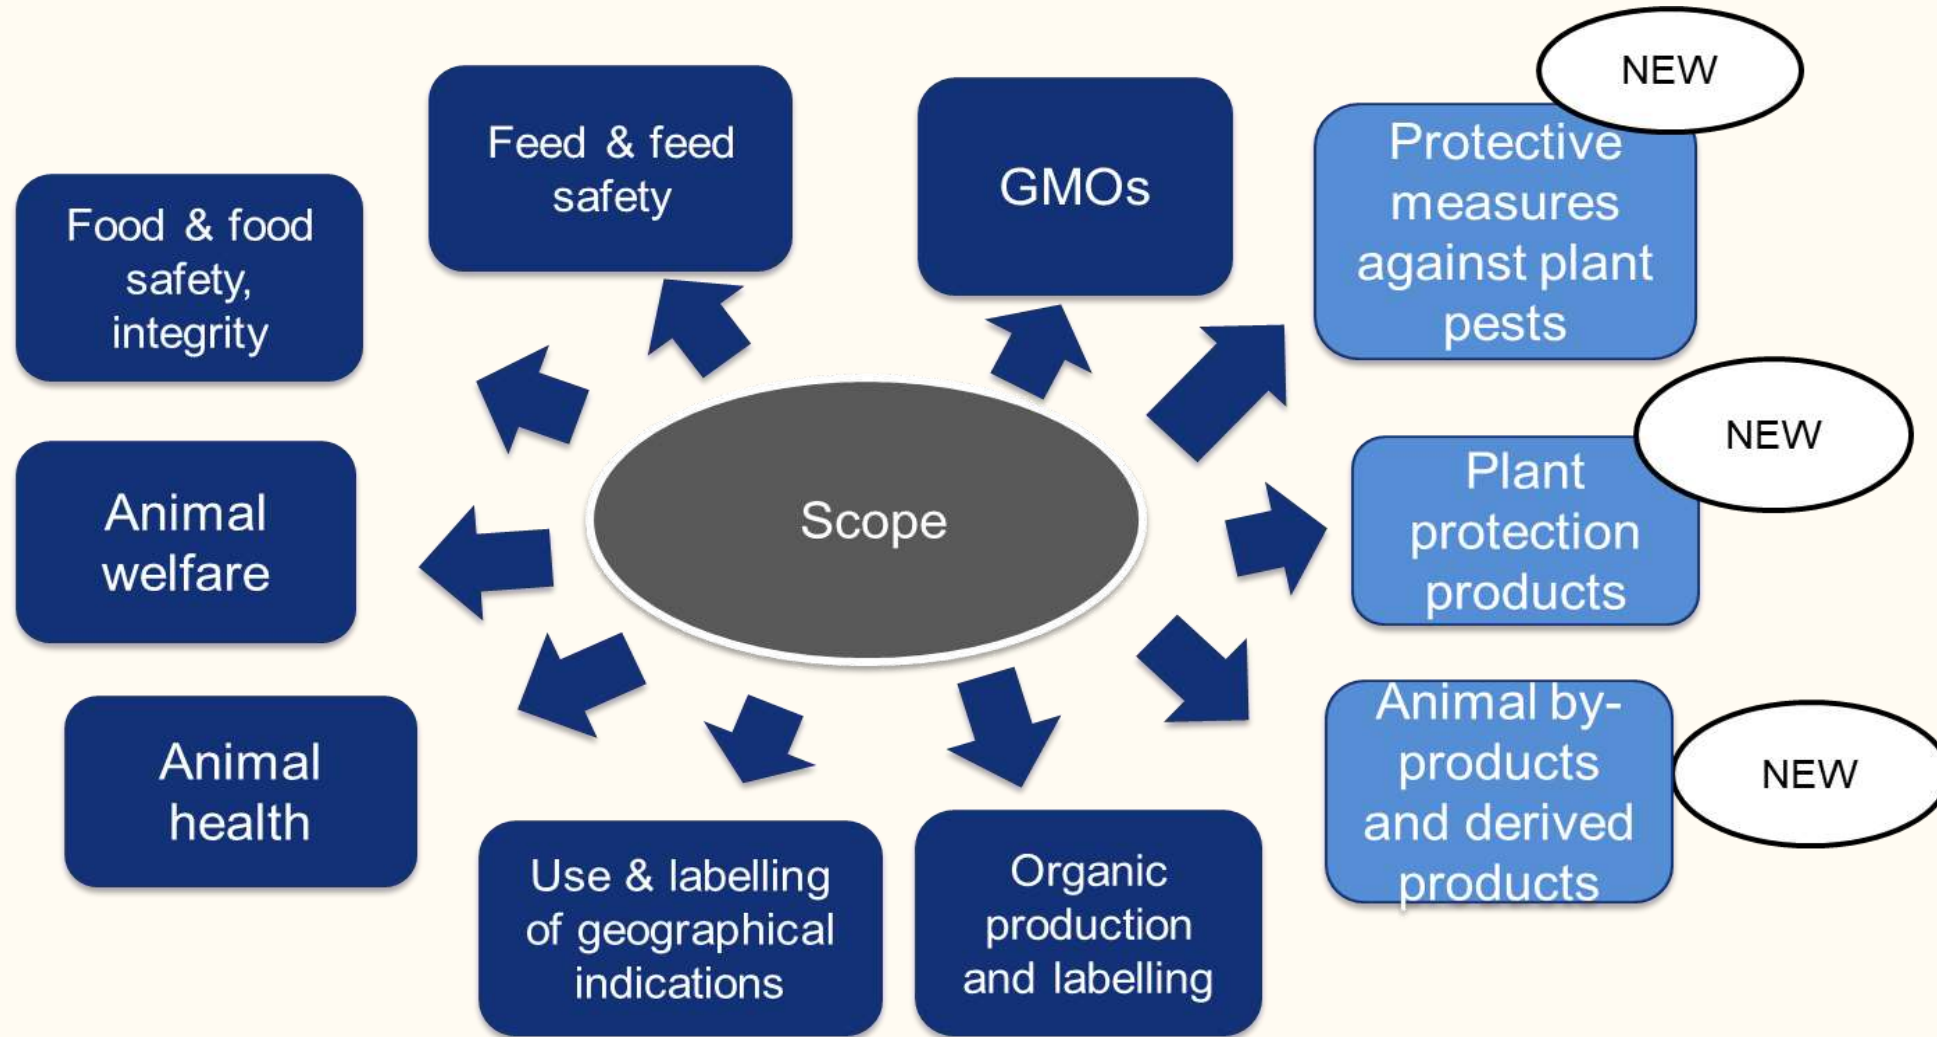 NEW
Feed & feed
safety
GMOs
Protective
measures
against plant
pests
Food & food
safety,
integrity
NEW
Animal
welfare
Scope
Plant
protection
products
Animal
health
Animal by-
products
and derived
products
NEW
Use & labelling
of geographical
indications
Organic
production
and labelling